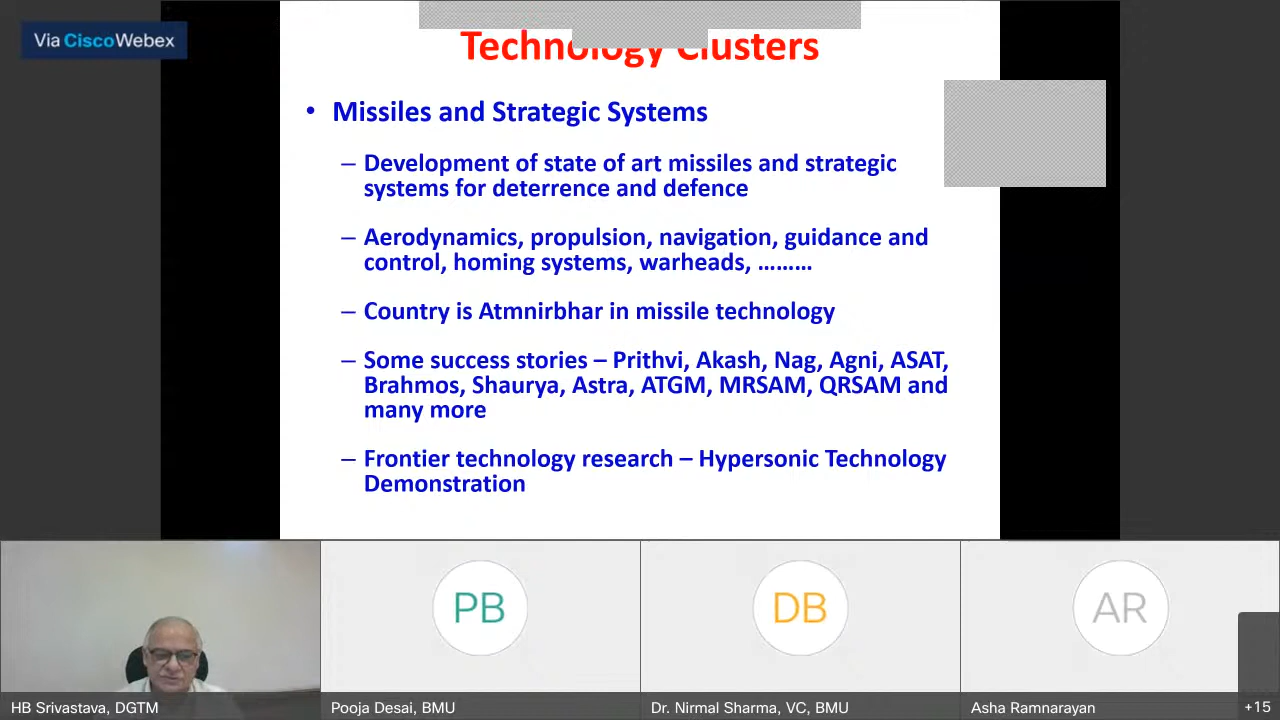 Via Cisco Webex
Technology Clusters
• Missiles and Strategic Systems
– Development of state of art missiles and strategic
systems for deterrence and defence
– Aerodynamics, propulsion, navigation, guidance and
control, homing systems, warheads, .........
– Country is Atmnirbhar in missile technology
– Some success stories – Prithvi, Akash, Nag, Agni, ASAT,
Brahmos, Shaurya, Astra, ATGM, MRSAM, QRSAM and
many more
– Frontier technology research – Hypersonic Technology
Demonstration
PB
DB
AR
HB Srivastava, DGTM
Pooja Desai, BMU
Dr. Nirmal Sharma, VC, BMU
Asha Ramnarayan
+15